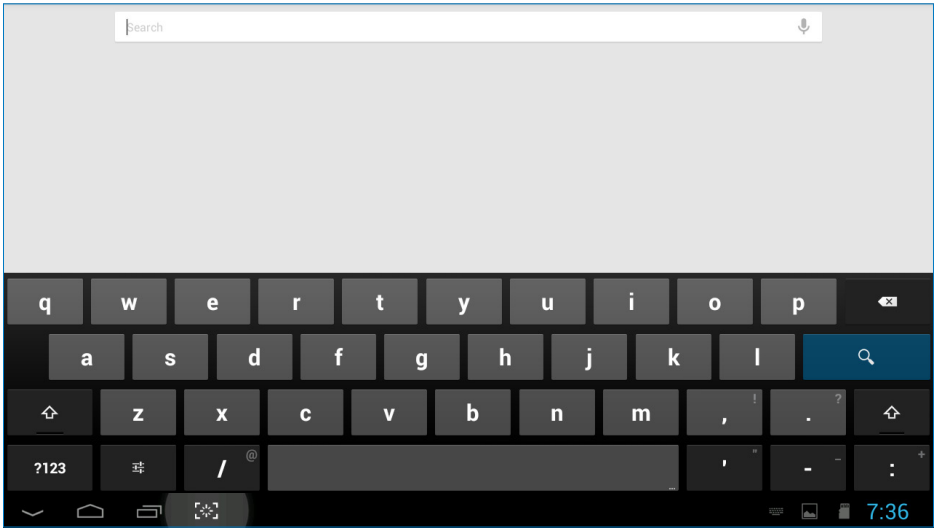 Search
q w e r t y u i o p
a s d f g h j k l
z x c v b n m , ! . ?
?123 / @ ... ' " - _ : +
7:36